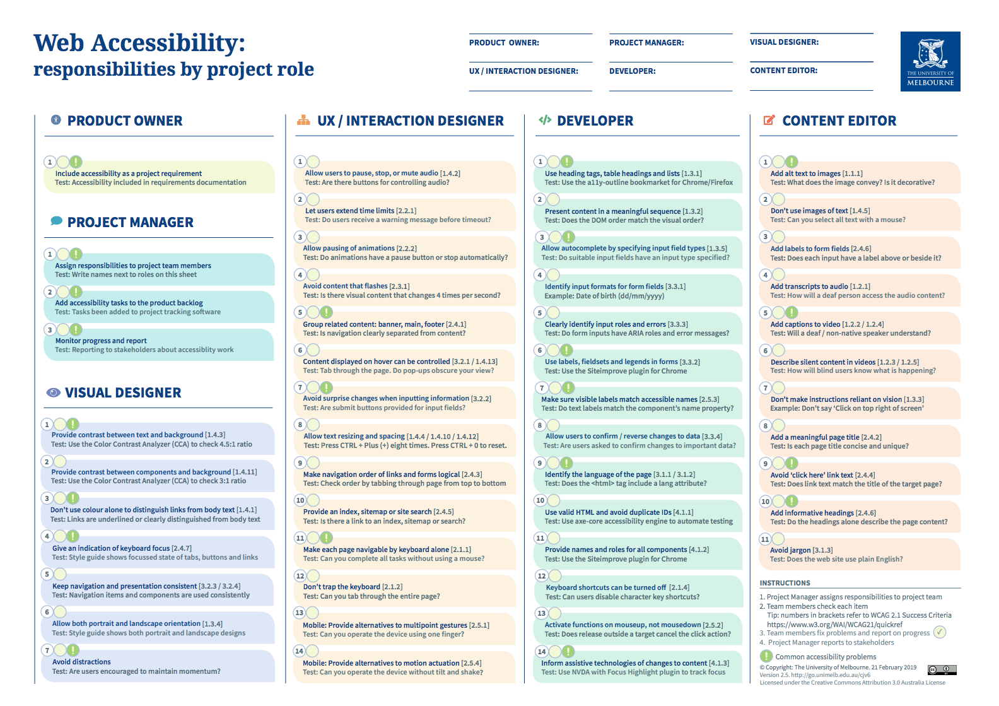 Web Accessibility:
responsibilities by project role
PRODUCT OWNER:
PROJECT MANAGER:
VISUAL DESIGNER:
UX / INTERACTION DESIGNER:
DEVELOPER:
CONTENT EDITOR:
THE UNIVERSITY OF
MELBOURNE
PRODUCT OWNER
1 !
Include accessibility as a project requirement
Test: Accessibility included in requirements documentation
PROJECT MANAGER
1 !
Assign responsibilities to project team members
Test: Write names next to roles on this sheet
2 !
Add accessibility tasks to the product backlog
Test: Tasks been added to project tracking software
3 !
Monitor progress and report
Test: Reporting to stakeholders about accessiblity work
VISUAL DESIGNER
1 !
Provide contrast between text and background [1.4.3]
Test: Use the Color Contrast Analyzer (CCA) to check 4.5:1 ratio
2
Provide contrast between components and background [1.4.11]
Test: Use the Color Contrast Analyzer (CCA) to check 3:1 ratio
3 !
Don't use colour alone to distinguish links from body text [1.4.1]
Test: Links are underlined or clearly distinguished from body text
4 !
Give an indication of keyboard focus [2.4.7]
Test: Style guide shows focussed state of tabs, buttons and links
5
Keep navigation and presentation consistent [3.2.3 / 3.2.4]
Test: Navigation items and components are used consistently
6
Allow both portrait and landscape orientation [1.3.4]
Test: Style guide shows both portrait and landscape designs
7 !
Avoid distractions
Test: Are users encouraged to maintain momentum?
UX / INTERACTION DESIGNER
1
Allow users to pause, stop, or mute audio [1.4.2]
Test: Are there buttons for controlling audio?
2
Let users extend time limits [2.2.1]
Test: Do users receive a warning message before timeout?
3
Allow pausing of animations [2.2.2]
Test: Do animations have a pause button or stop automatically?
4
Avoid content that flashes [2.3.1]
Test: Is there visual content that changes 4 times per second?
5 !
Group related content: banner, main, footer [2.4.1]
Test: Is navigation clearly separated from content?
6
Content displayed on hover can be controlled [3.2.1 / 1.4.13]
Test: Tab through the page. Do pop-ups obscure your view?
7 !
Avoid surprise changes when inputting information [3.2.2]
Test: Are submit buttons provided for input fields?
8
Allow text resizing and spacing [1.4.4 / 1.4.10 / 1.4.12]
Test: Press CTRL + Plus (+) eight times. Press CTRL + 0 to reset.
9
Make navigation order of links and forms logical [2.4.3]
Test: Check order by tabbing through page from top to bottom
10
Provide an index, sitemap or site search [2.4.5]
Test: Is there a link to an index, sitemap or search?
11 !
Make each page navigable by keyboard alone [2.1.1]
Test: Can you complete all tasks without using a mouse?
12
Don't trap the keyboard [2.1.2]
Test: Can you tab through the entire page?
13
Mobile: Provide alternatives to multipoint gestures [2.5.1]
Test: Can you operate the device using one finger?
14
Mobile: Provide alternatives to motion actuation [2.5.4]
Test: Can you operate the device without tilt and shake?
DEVELOPER
1 !
Use heading tags, table headings and lists [1.3.1]
Test: Use the a11y-outline bookmarket for Chrome/Firefox
2
Present content in a meaningful sequence [1.3.2]
Test: Does the DOM order match the visual order?
3 !
Allow autocomplete by specifying input field types [1.3.5]
Test: Do suitable input fields have an input type specified?
4
Identify input formats for form fields [3.3.1]
Example: Date of birth (dd/mm/yyyy)
5
Clearly identify input roles and errors [3.3.3]
Test: Do form inputs have ARIA roles and error messages?
6 !
Use labels, fieldsets and legends in forms [3.3.2]
Test: Use the Siteimprove plugin for Chrome
7 !
Make sure visible labels match accessible names [2.5.3]
Test: Do text labels match the component's name property?
8
Allow users to confirm / reverse changes to data [3.3.4]
Test: Are users asked to confirm changes to important data?
9 !
Identify the language of the page [3.1.1 / 3.1.2]
Test: Does the <html> tag include a lang attribute?
10
Use valid HTML and avoid duplicate IDs [4.1.1]
Test: Use axe-core accessibility engine to automate testing
11
Provide names and roles for all components [4.1.2]
Test: Use the Siteimprove plugin for Chrome
12
Keyboard shortcuts can be turned off [2.1.4]
Test: Can users disable character key shortcuts?
13
Activate functions on mouseup, not mousedown [2.5.2]
Test: Does release outside a target cancel the click action?
14 !
Inform assistive technologies of changes to content [4.1.3]
Test: Use NVDA with Focus Highlight plugin to track focus
CONTENT EDITOR
1 !
Add alt text to images [1.1.1]
Test: What does the image convey? Is it decorative?
2
Don't use images of text [1.4.5]
Test: Can you select all text with a mouse?
3
Add labels to form fields [2.4.6]
Test: Does each input have a label above or beside it?
4
Add transcripts to audio [1.2.1]
Test: How will a deaf person access the audio content?
5 !
Add captions to video [1.2.2 / 1.2.4]
Test: Will a deaf / non-native speaker understand?
6
Describe silent content in videos [1.2.3 / 1.2.5]
Test: How will blind users know what is happening?
7
Don't make instructions reliant on vision [1.3.3]
Example: Don't say 'Click on top right of screen'
8
Add a meaningful page title [2.4.2]
Test: Is each page title concise and unique?
9 !
Avoid 'click here' link text [2.4.4]
Test: Does link text match the title of the target page?
10 !
Add informative headings [2.4.6]
Test: Do the headings alone describe the page content?
11
Avoid jargon [3.1.3]
Test: Does the web site use plain English?
INSTRUCTIONS
1. Project Manager assigns responsibilities to project team
2. Team members check each item
Tip: numbers in brackets refer to WCAG 2.1 Success Criteria
https://www.w3.org/WAI/WCAG21/quickref
3. Team members fix problems and report on progress ✓
4. Project Manager reports to stakeholders
! Common accessibility problems
© Copyright: The University of Melbourne. 21 February 2019
Version 2.5. http://go.unimelb.edu.au/cjv6
Licensed under the Creative Commons Attribution 3.0 Australia License